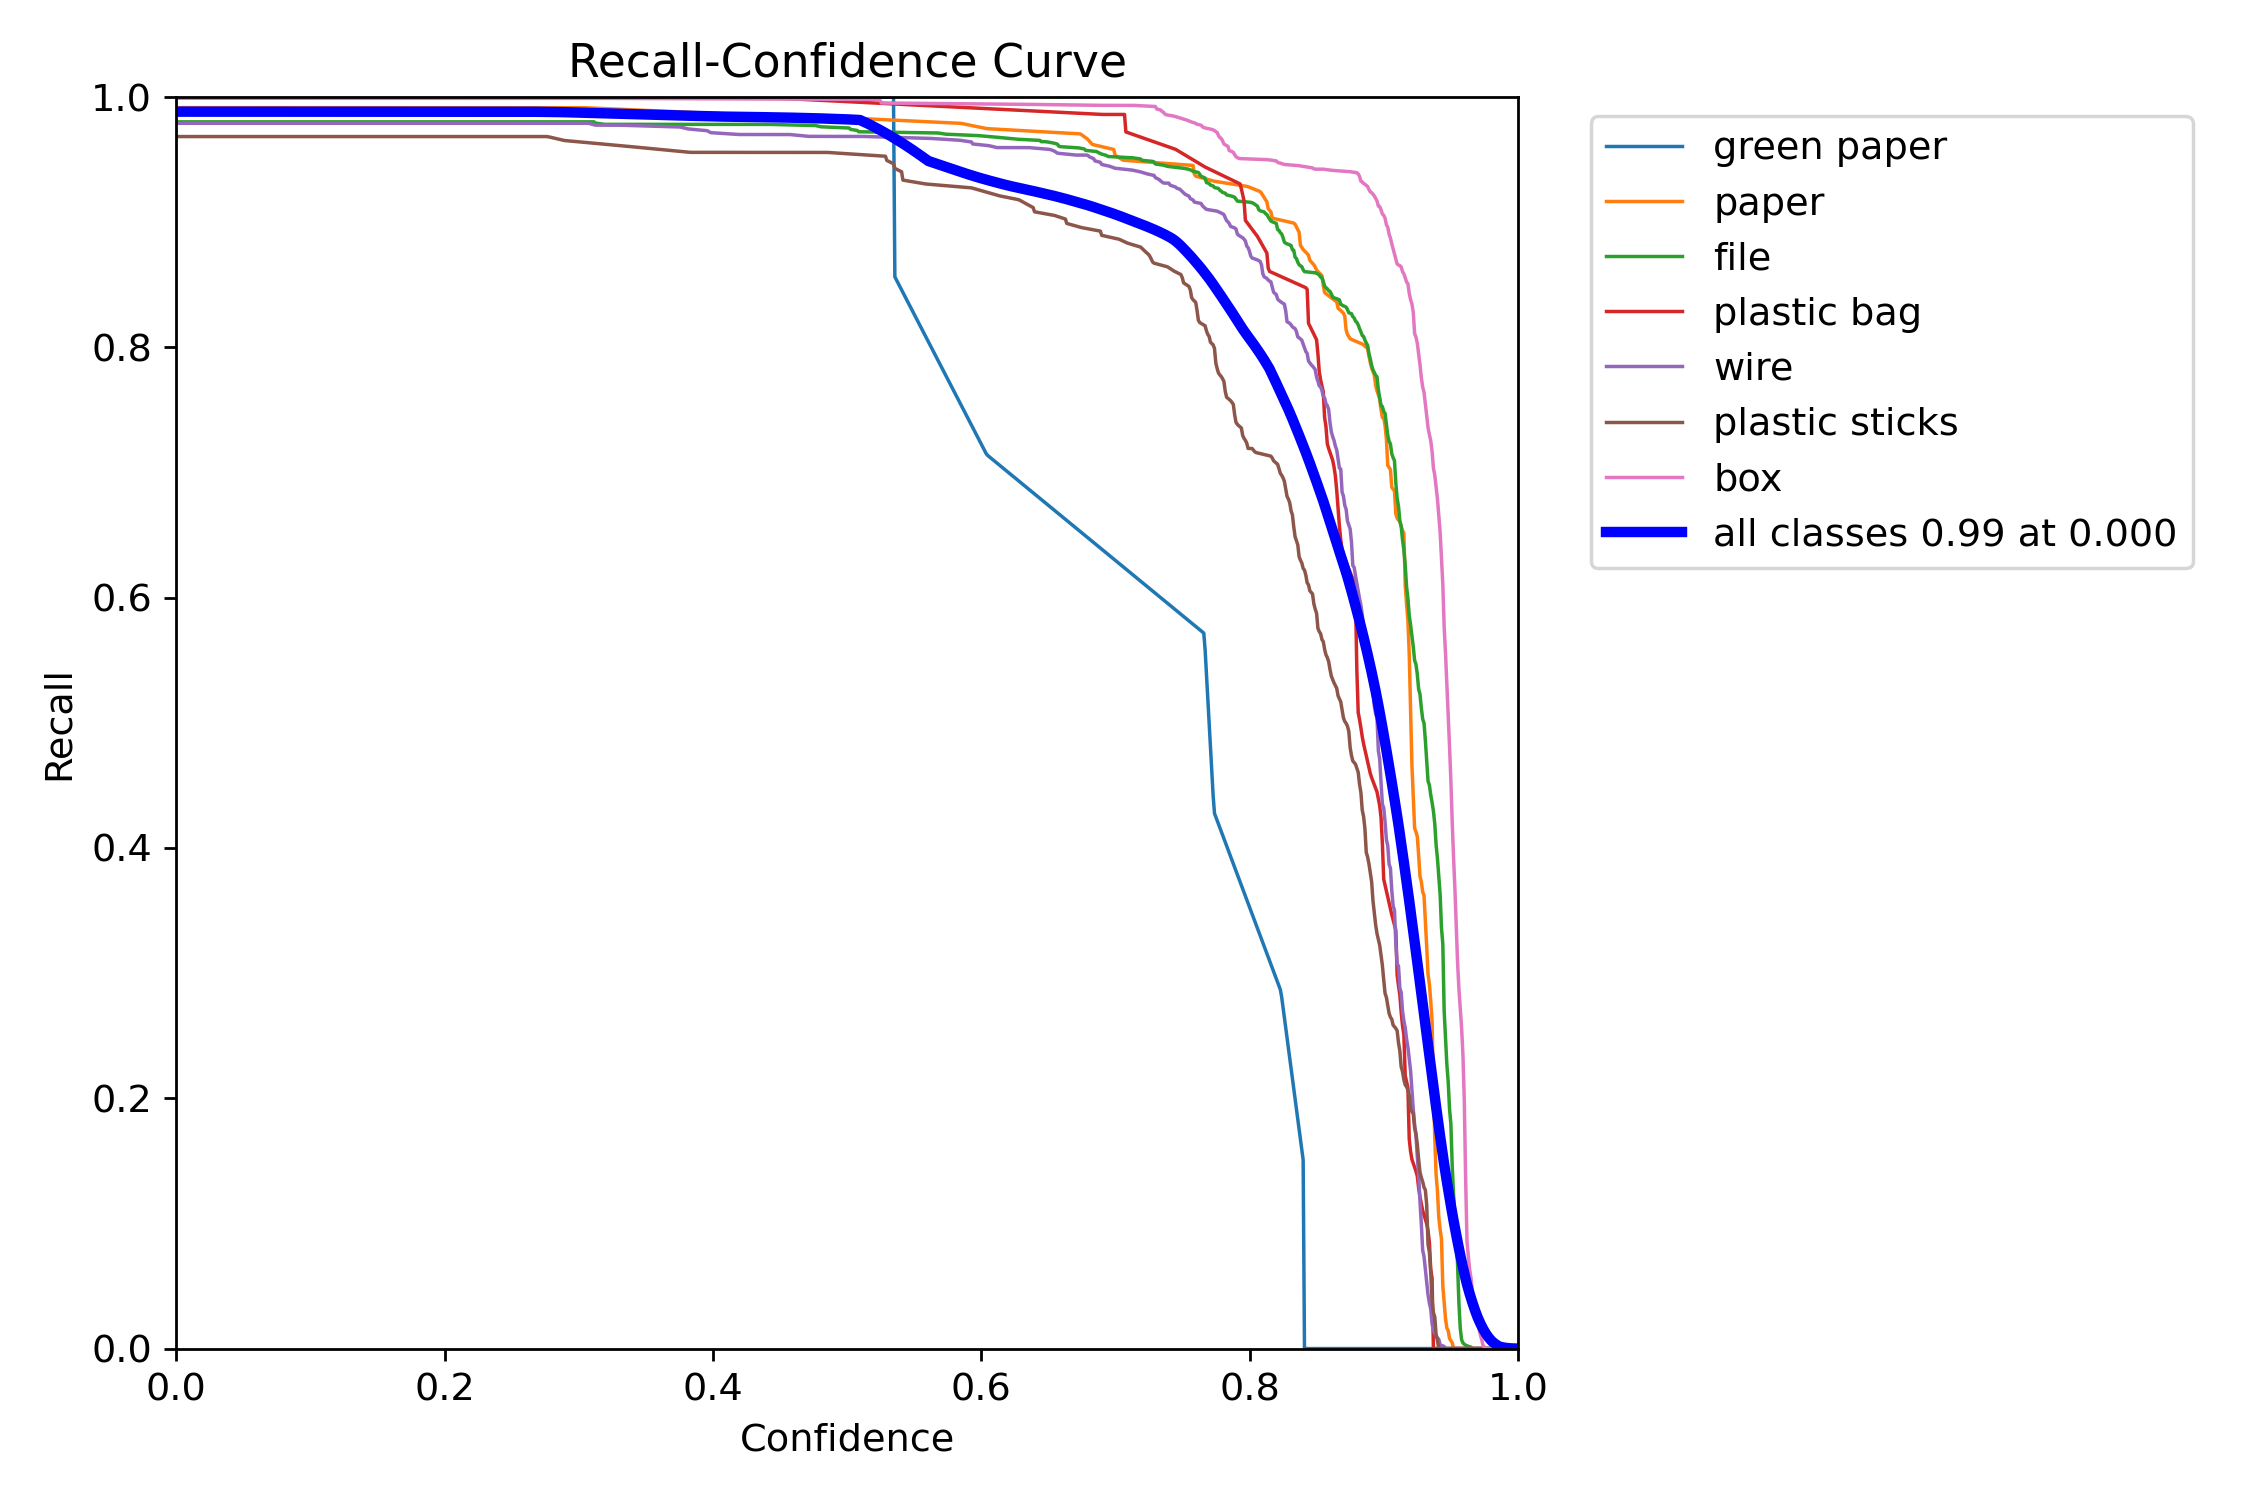 Recall-Confidence Curve
1.0
0.8
0.6
0.4
0.2
0.0
Recall
0.0 0.2 0.4 0.6 0.8 1.0
Confidence
green paper
paper
file
plastic bag
wire
plastic sticks
box
all classes 0.99 at 0.000